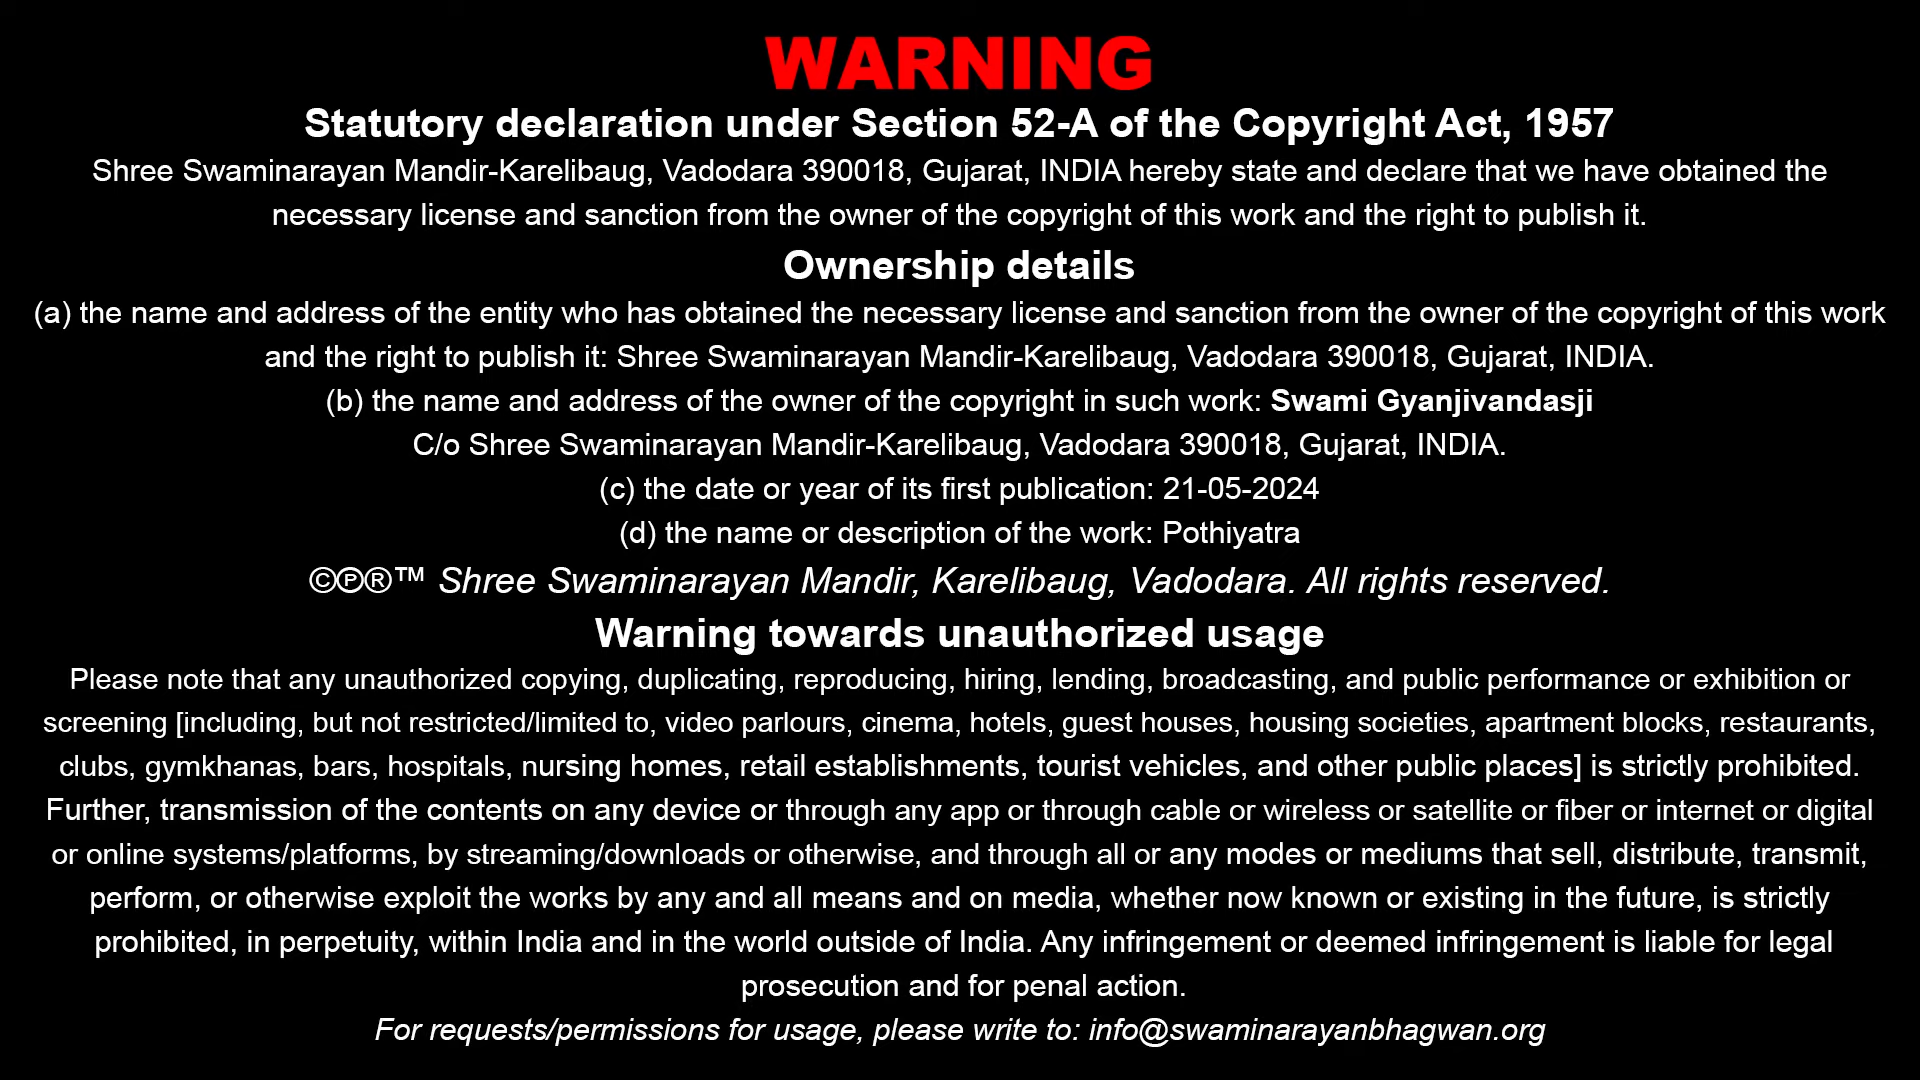 WARNING
Statutory declaration under Section 52-A of the Copyright Act, 1957
Shree Swaminarayan Mandir-Karelibaug, Vadodara 390018, Gujarat, INDIA hereby state and declare that we have obtained the
necessary license and sanction from the owner of the copyright of this work and the right to publish it.
Ownership details
(a) the name and address of the entity who has obtained the necessary license and sanction from the owner of the copyright of this work
and the right to publish it: Shree Swaminarayan Mandir-Karelibaug, Vadodara 390018, Gujarat, INDIA.
(b) the name and address of the owner of the copyright in such work: Swami Gyanjivandasji
C/o Shree Swaminarayan Mandir-Karelibaug, Vadodara 390018, Gujarat, INDIA.
(c) the date or year of its first publication: 21-05-2024
(d) the name or description of the work: Pothiyatra
©℗®™ Shree Swaminarayan Mandir, Karelibaug, Vadodara. All rights reserved.
Warning towards unauthorized usage
Please note that any unauthorized copying, duplicating, reproducing, hiring, lending, broadcasting, and public performance or exhibition or
screening [including, but not restricted/limited to, video parlours, cinema, hotels, guest houses, housing societies, apartment blocks, restaurants,
clubs, gymkhanas, bars, hospitals, nursing homes, retail establishments, tourist vehicles, and other public places] is strictly prohibited.
Further, transmission of the contents on any device or through any app or through cable or wireless or satellite or fiber or internet or digital
or online systems/platforms, by streaming/downloads or otherwise, and through all or any modes or mediums that sell, distribute, transmit,
perform, or otherwise exploit the works by any and all means and on media, whether now known or existing in the future, is strictly
prohibited, in perpetuity, within India and in the world outside of India. Any infringement or deemed infringement is liable for legal
prosecution and for penal action.
For requests/permissions for usage, please write to: info@swaminarayanbhagwan.org